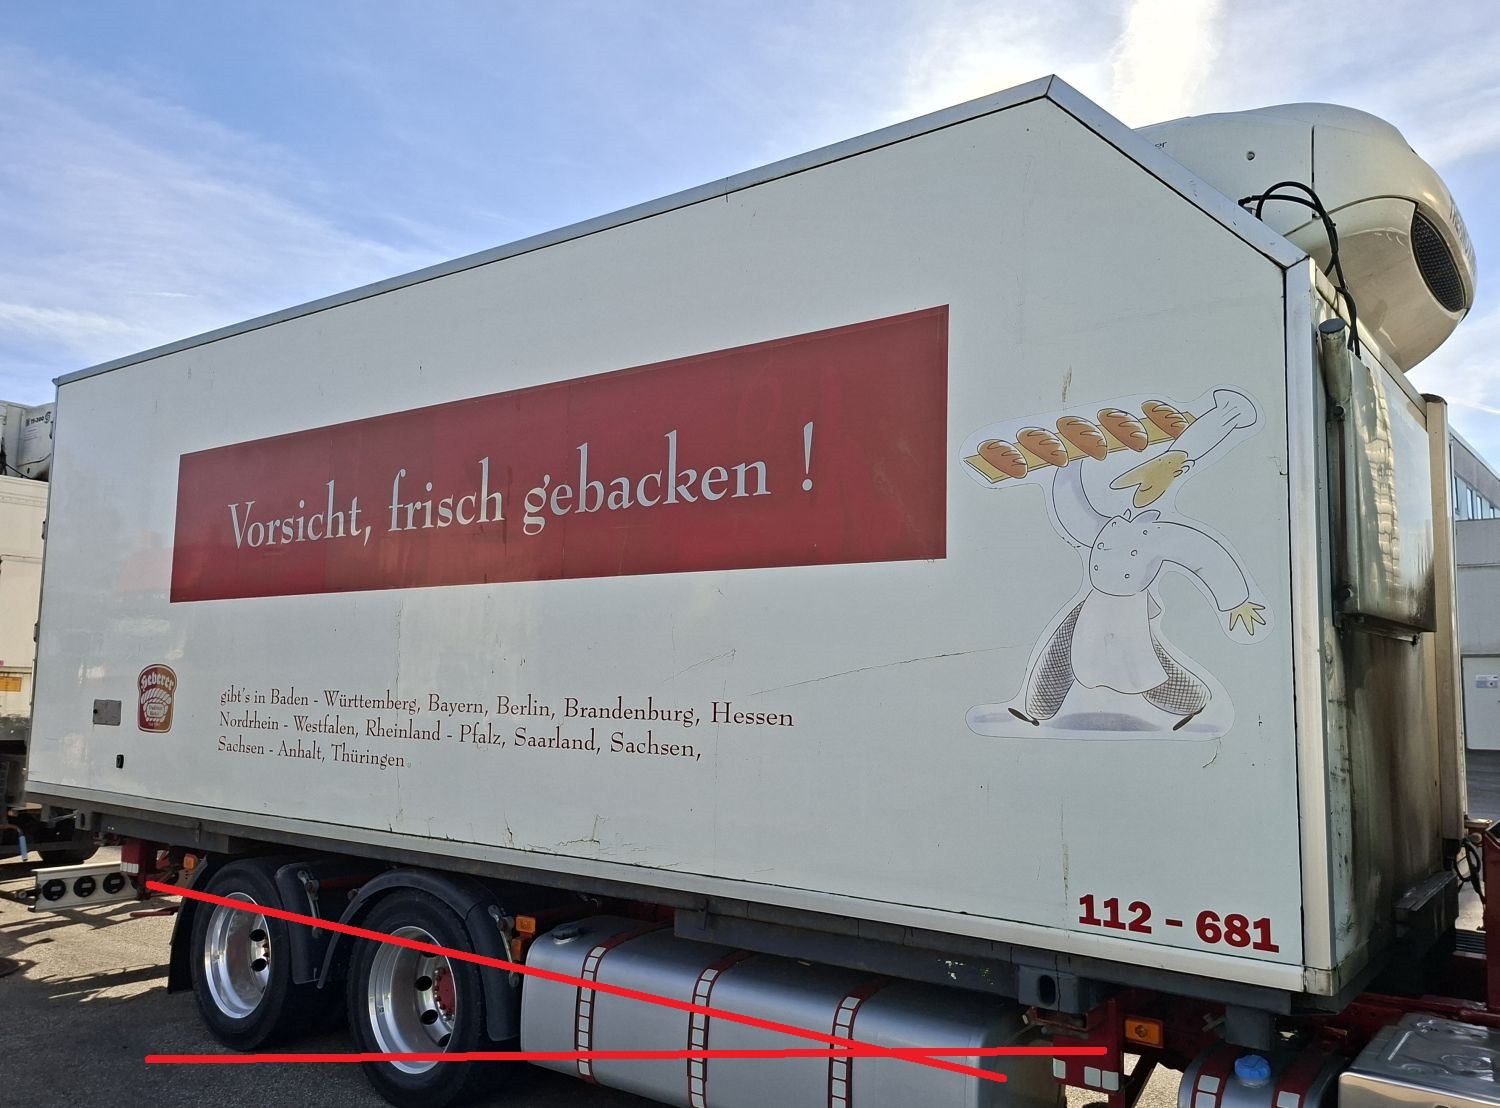 Vorsicht, frisch gebacken !
Seberer
gibt's in Baden - Württemberg, Bayern, Berlin, Brandenburg, Hessen
Nordrhein - Westfalen, Rheinland - Pfalz, Saarland, Sachsen,
Sachsen - Anhalt, Thüringen
112 - 681